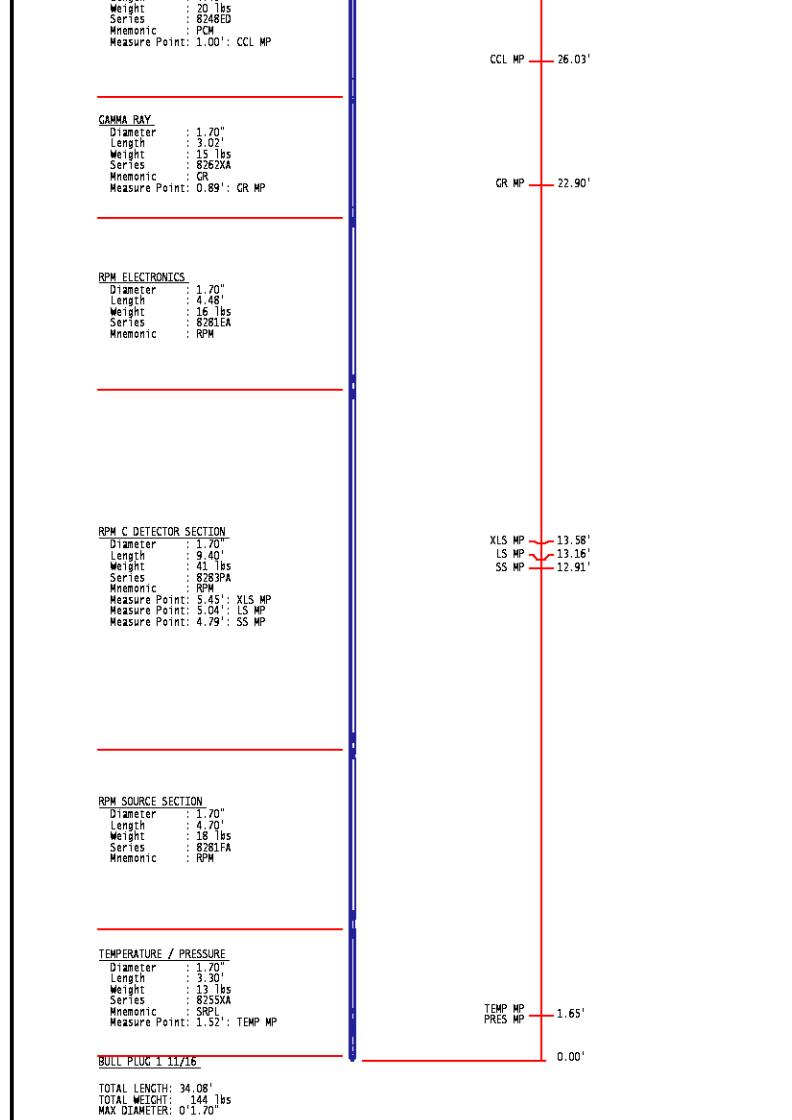 Weight : 20 lbs
Series : 8248ED
Mnemonic : PCM
Measure Point: 1.00': CCL MP
CCL MP 26.03'
GAMMA RAY
Diameter : 1.70"
Length : 3.02'
Weight : 15 lbs
Series : 8262XA
Mnemonic : GR
Measure Point: 0.89': GR MP
GR MP 22.90'
RPM ELECTRONICS
Diameter : 1.70"
Length : 4.48'
Weight : 16 lbs
Series : 8281EA
Mnemonic : RPM
RPM C DETECTOR SECTION
Diameter : 1.70"
Length : 9.40'
Weight : 41 lbs
Series : 8283PA
Mnemonic : RPM
Measure Point: 5.45': XLS MP
Measure Point: 5.04': LS MP
Measure Point: 4.79': SS MP
XLS MP 13.58'
LS MP 13.16'
SS MP 12.91'
RPM SOURCE SECTION
Diameter : 1.70"
Length : 4.70'
Weight : 18 lbs
Series : 8281FA
Mnemonic : RPM
TEMPERATURE / PRESSURE
Diameter : 1.70"
Length : 3.30'
Weight : 13 lbs
Series : 8255XA
Mnemonic : SRPL
Measure Point: 1.52': TEMP MP
TEMP MP
PRES MP 1.65'
0.00'
BULL PLUG 1 11/16
TOTAL LENGTH: 34.08'
TOTAL WEIGHT: 144 lbs
MAX DIAMETER: 0'1.70"